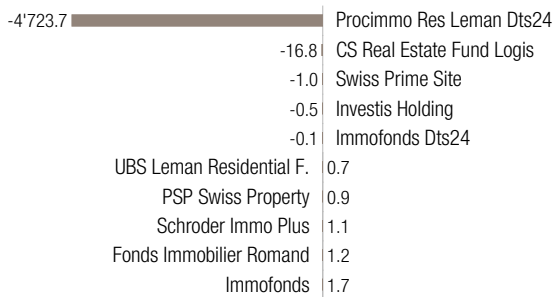 -4'723.7 Procimmo Res Leman Dts24
-16.8 CS Real Estate Fund Logis
-1.0 Swiss Prime Site
-0.5 Investis Holding
-0.1 Immofonds Dts24
UBS Leman Residential F. 0.7
PSP Swiss Property 0.9
Schroder Immo Plus 1.1
Fonds Immobilier Romand 1.2
Immofonds 1.7